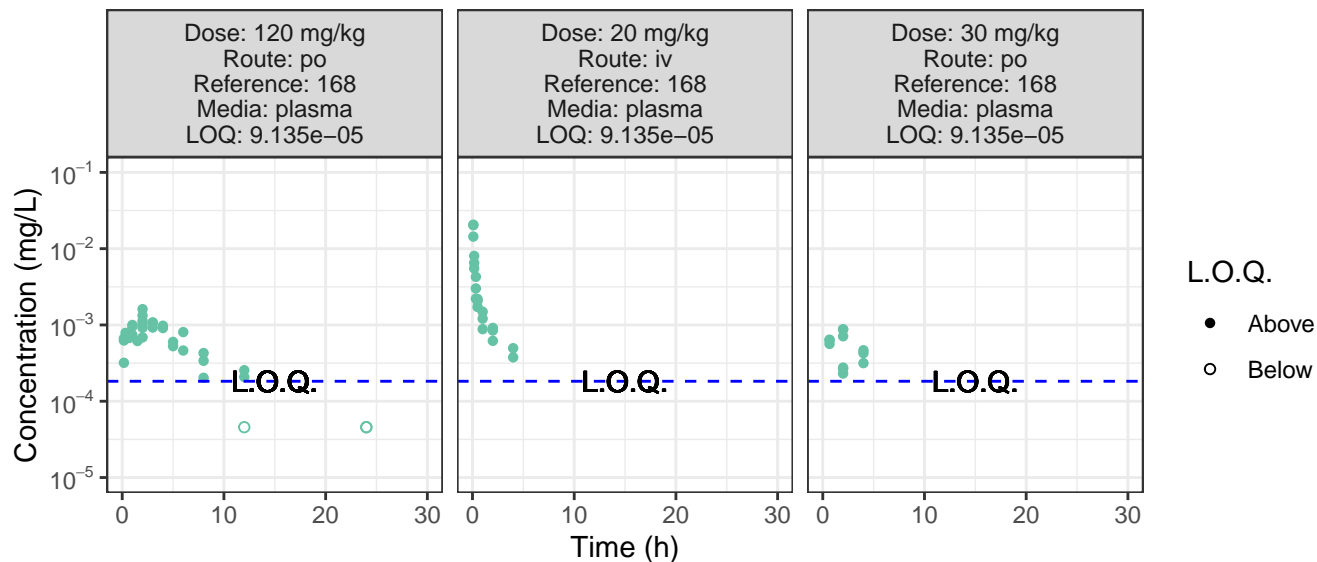 Dose: 120 mg/kg
Route: po
Reference: 168
Media: plasma
LOQ: 9.135e−05
Dose: 20 mg/kg
Route: iv
Reference: 168
Media: plasma
LOQ: 9.135e−05
Dose: 30 mg/kg
Route: po
Reference: 168
Media: plasma
LOQ: 9.135e−05
Concentration (mg/L)
10⁻¹
10⁻²
10⁻³
10⁻⁴
10⁻⁵
L.O.Q.
L.O.Q.
L.O.Q.
0 10 20 30
0 10 20 30
0 10 20 30
Time (h)
L.O.Q.
Above
Below